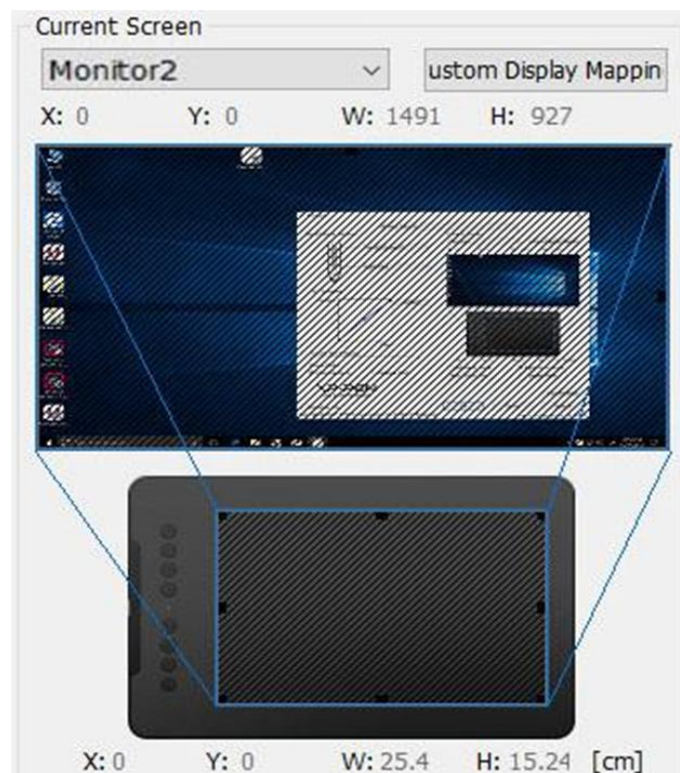 Current Screen
Monitor2 ustom Display Mappin
X: 0 Y: 0 W: 1491 H: 927
X: 0 Y: 0 W: 25.4 H: 15.24 [cm]